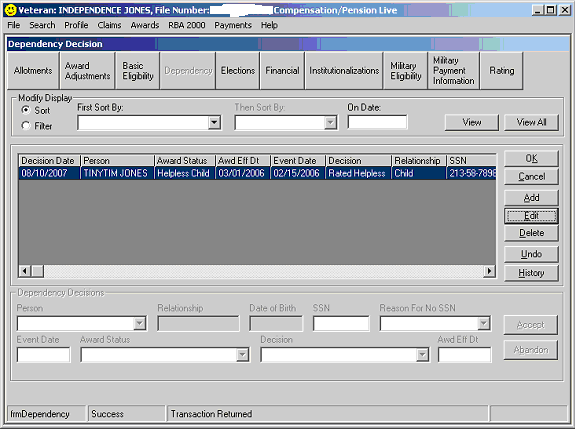 Veteran: INDEPENDENCE JONES, File Number: Compensation/Pension Live
File Search Profile Claims Awards RBA 2000 Payments Help
Dependency Decision
Allotments Award Adjustments Basic Eligibility Dependency Elections Financial Institutionalizations Military Eligibility Military Payment Information Rating
Modify Display
Sort First Sort By: Then Sort By: On Date:
Filter View View All
Decision Date Person Award Status Awd Eff Dt Event Date Decision Relationship SSN
08/10/2007 TINYTIM JONES Helpless Child 03/01/2006 02/15/2006 Rated Helpless Child 213-58-7898
OK
Cancel
Add
Edit
Delete
Undo
History
Dependency Decisions
Person Relationship Date of Birth SSN Reason For No SSN
Accept
Event Date Award Status Decision Awd Eff Dt
Abandon
frmDependency Success Transaction Returned